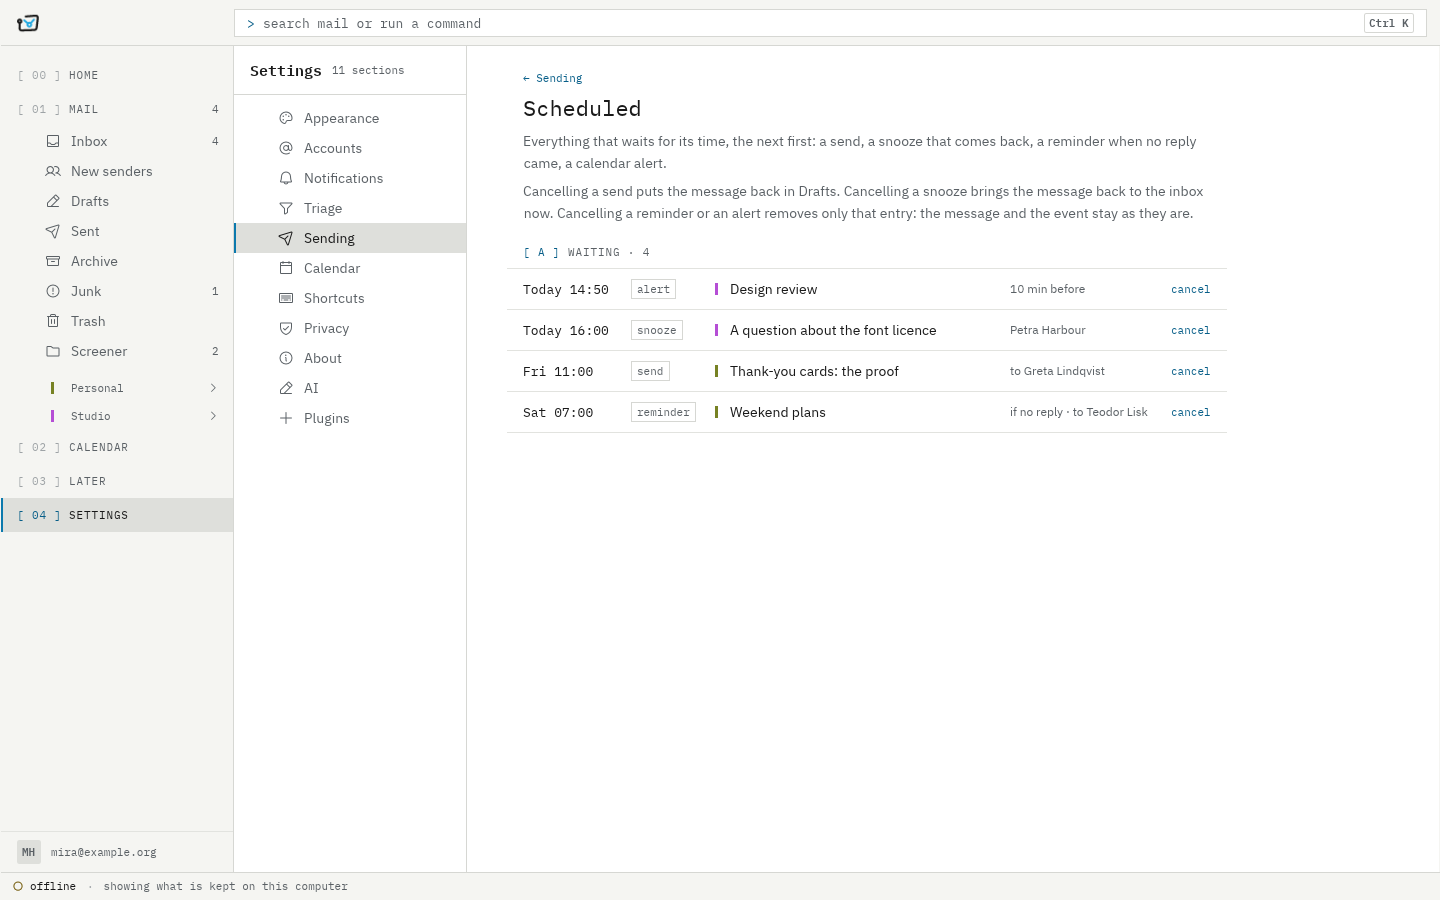 > search mail or run a command Ctrl K
[ 00 ] HOME
[ 01 ] MAIL 4
Inbox 4
New senders
Drafts
Sent
Archive
Junk 1
Trash
Screener 2
Personal
Studio
[ 02 ] CALENDAR
[ 03 ] LATER
[ 04 ] SETTINGS
MH mira@example.org
Settings 11 sections
Appearance
Accounts
Notifications
Triage
Sending
Calendar
Shortcuts
Privacy
About
AI
Plugins
← Sending
Scheduled
Everything that waits for its time, the next first: a send, a snooze that comes back, a reminder when no reply
came, a calendar alert.
Cancelling a send puts the message back in Drafts. Cancelling a snooze brings the message back to the inbox
now. Cancelling a reminder or an alert removes only that entry: the message and the event stay as they are.
[ A ] WAITING · 4
Today 14:50 alert Design review 10 min before cancel
Today 16:00 snooze A question about the font licence Petra Harbour cancel
Fri 11:00 send Thank-you cards: the proof to Greta Lindqvist cancel
Sat 07:00 reminder Weekend plans if no reply · to Teodor Lisk cancel
offline · showing what is kept on this computer